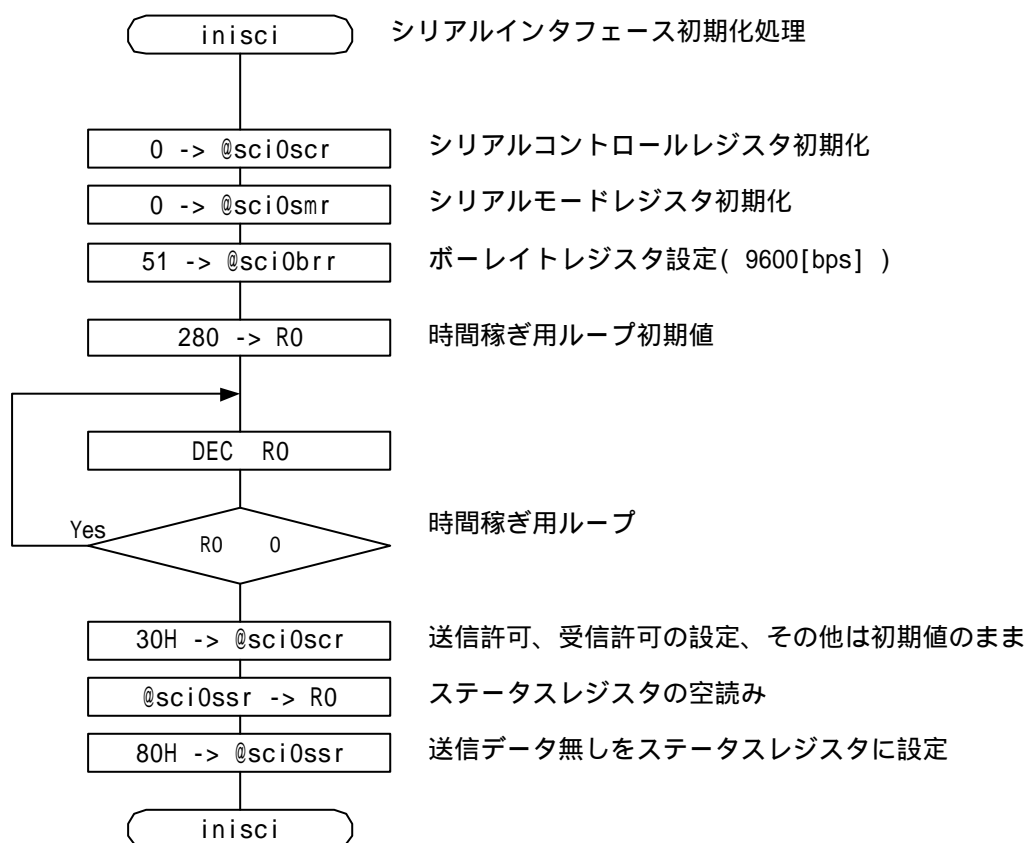 inisci シリアルインタフェース初期化処理
0 -> @sci0scr シリアルコントロールレジスタ初期化
0 -> @sci0smr シリアルモードレジスタ初期化
51 -> @sci0brr ボーレイトレジスタ設定( 9600[bps] )
280 -> R0 時間稼ぎ用ループ初期値
DEC R0
時間稼ぎ用ループ
Yes R0 0
30H -> @sci0scr 送信許可、受信許可の設定、その他は初期値のまま
@sci0ssr -> R0 ステータスレジスタの空読み
80H -> @sci0ssr 送信データ無しをステータスレジスタに設定
inisci